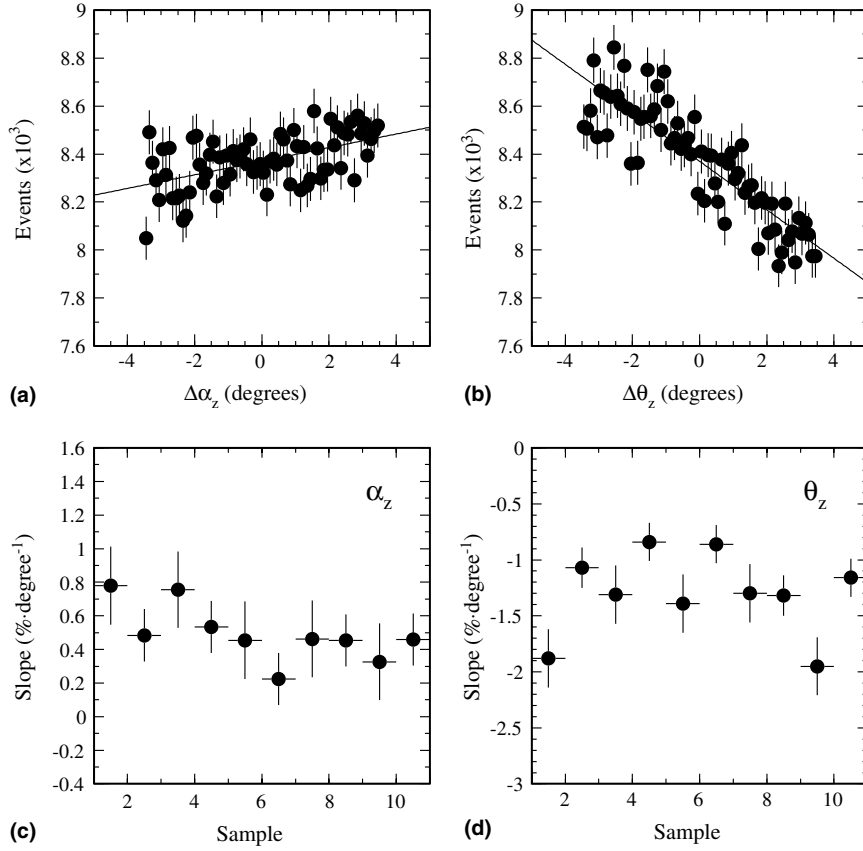 9
8.8
8.6
8.4
8.2
8
7.8
7.6
Events (x10³)
-4 -2 0 2 4
Δα_z (degrees)
(a)
9
8.8
8.6
8.4
8.2
8
7.8
7.6
Events (x10³)
-4 -2 0 2 4
Δθ_z (degrees)
(b)
1.6
1.4
1.2
1
0.8
0.6
0.4
0.2
0
-0.2
-0.4
Slope (%·degree⁻¹)
α_z
2 4 6 8 10
Sample
(c)
0
-0.5
-1
-1.5
-2
-2.5
-3
Slope (%·degree⁻¹)
θ_z
2 4 6 8 10
Sample
(d)